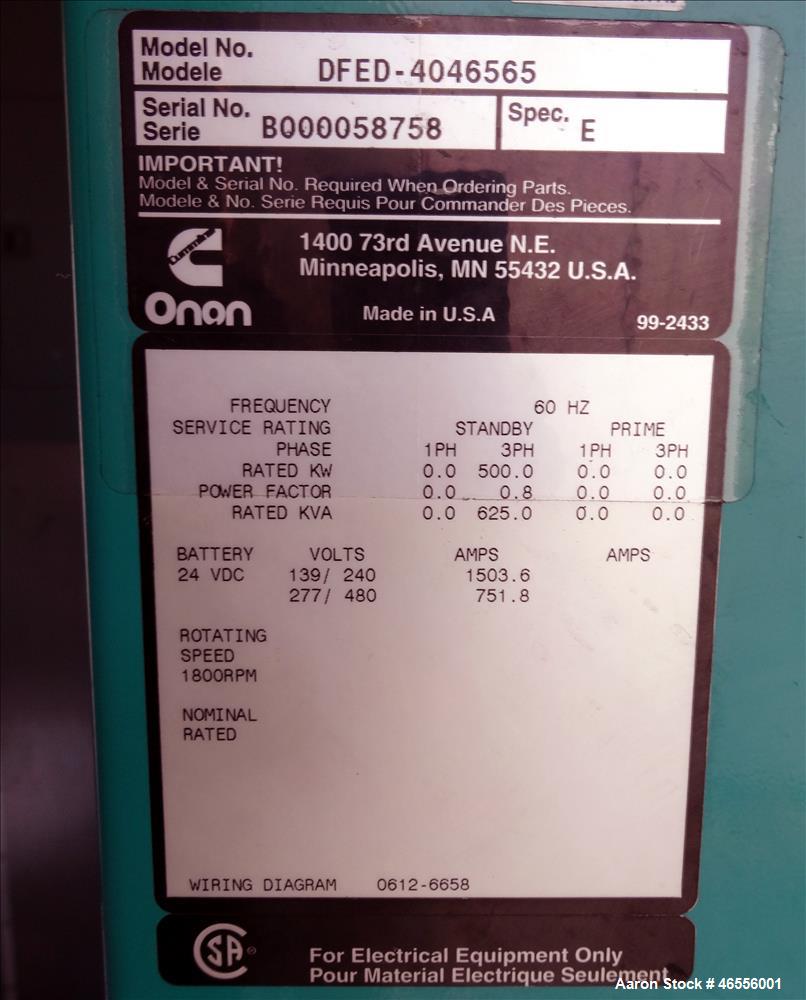 Model No.
Modele DFED-4046565
Serial No.
Serie B000058758
Spec. E
IMPORTANT!
Model & Serial No. Required When Ordering Parts.
Modele & No. Serie Requis Pour Commander Des Pieces.
Cummins
Onan
1400 73rd Avenue N.E.
Minneapolis, MN 55432 U.S.A.
Made in U.S.A
99-2433
FREQUENCY 60 HZ
SERVICE RATING STANDBY PRIME
PHASE 1PH 3PH 1PH 3PH
RATED KW 0.0 500.0 0.0 0.0
POWER FACTOR 0.0 0.8 0.0 0.0
RATED KVA 0.0 625.0 0.0 0.0
BATTERY VOLTS AMPS AMPS
24 VDC 139/ 240 1503.6
277/ 480 751.8
ROTATING
SPEED
1800RPM
NOMINAL
RATED
WIRING DIAGRAM 0612-6658
SA ®
For Electrical Equipment Only
Pour Material Electrique Seulement
Aaron Stock # 46556001